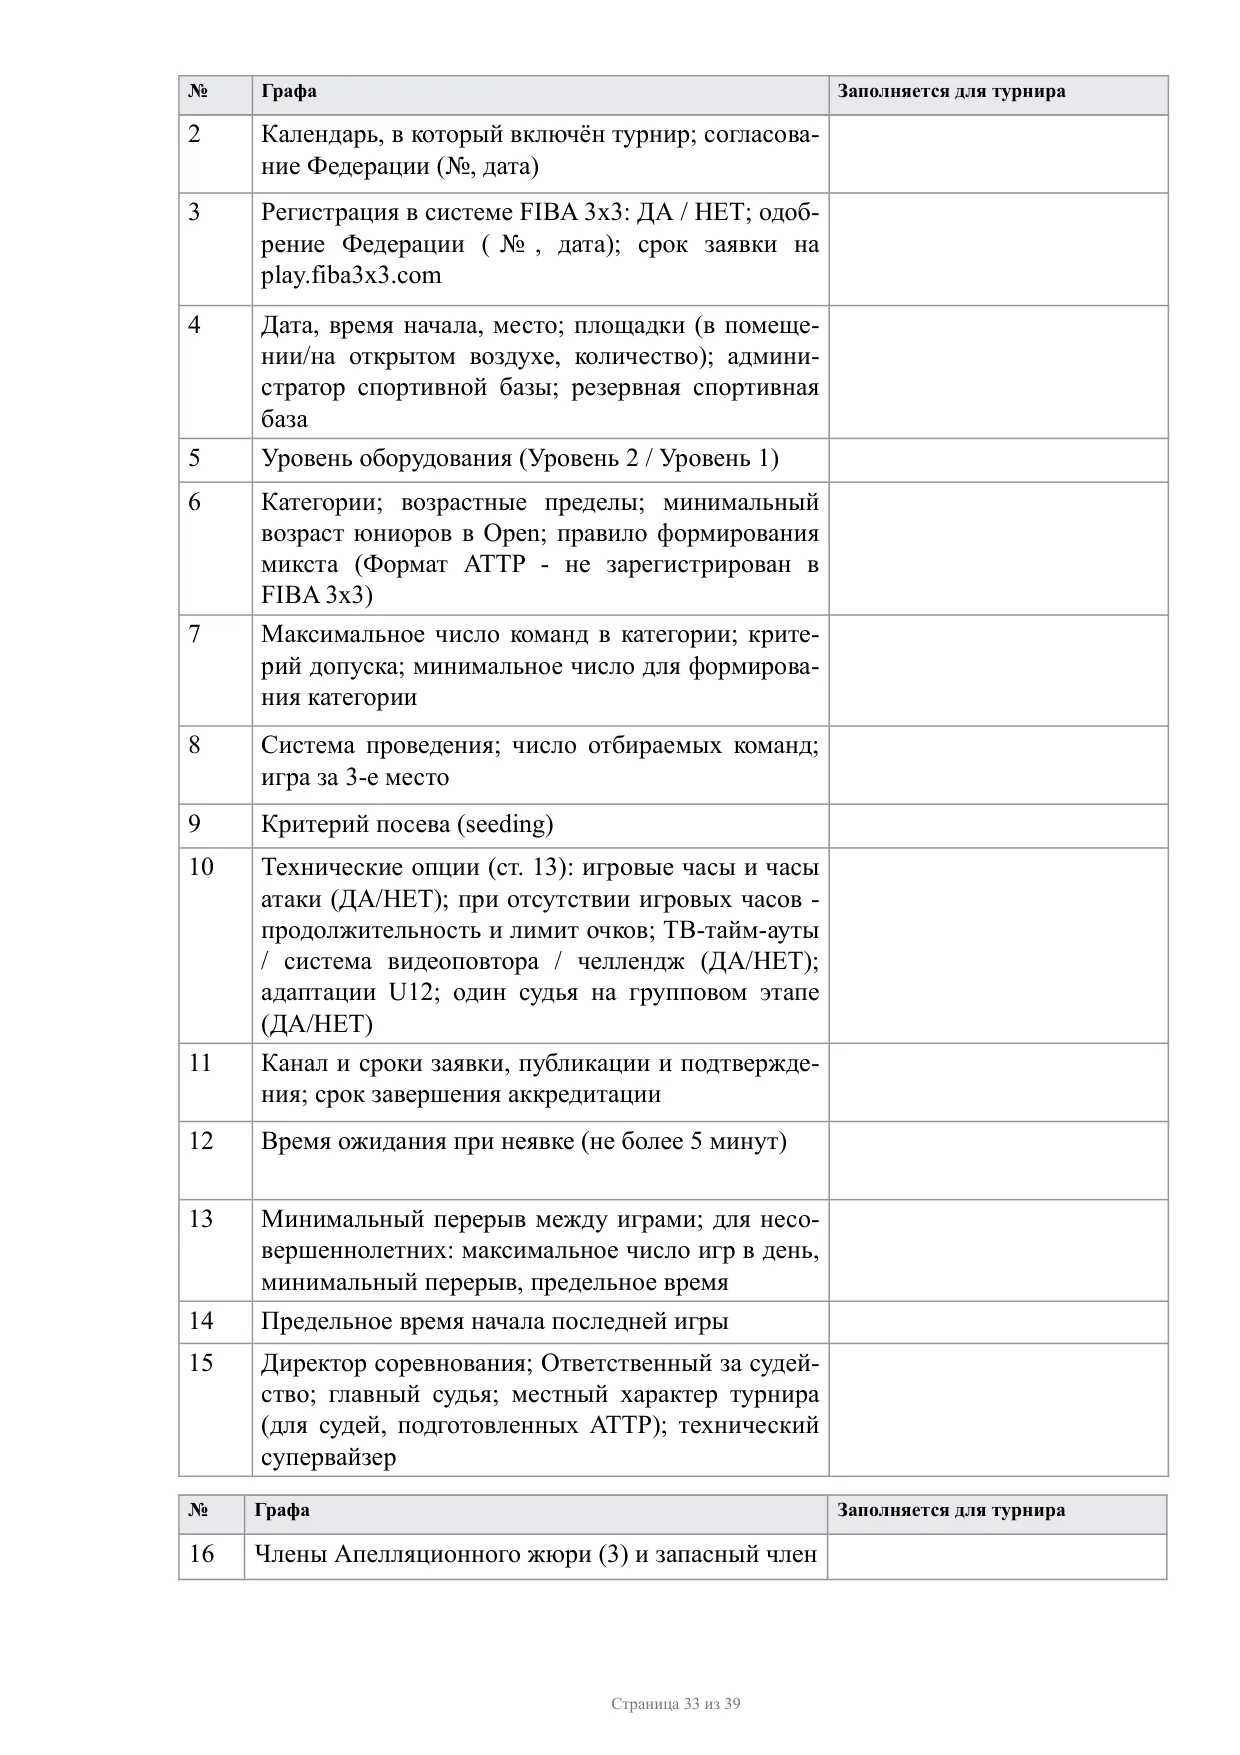 № Графа Заполняется для турнира
2 Календарь, в который включён турнир; согласова-
ние Федерации (№, дата)
3 Регистрация в системе FIBA 3x3: ДА / НЕТ; одоб-
рение Федерации ( № , дата); срок заявки на
play.fiba3x3.com
4 Дата, время начала, место; площадки (в помеще-
нии/на открытом воздухе, количество); админи-
стратор спортивной базы; резервная спортивная
база
5 Уровень оборудования (Уровень 2 / Уровень 1)
6 Категории; возрастные пределы; минимальный
возраст юниоров в Open; правило формирования
микста (Формат АТТР - не зарегистрирован в
FIBA 3x3)
7 Максимальное число команд в категории; крите-
рий допуска; минимальное число для формирова-
ния категории
8 Система проведения; число отбираемых команд;
игра за 3-е место
9 Критерий посева (seeding)
10 Технические опции (ст. 13): игровые часы и часы
атаки (ДА/НЕТ); при отсутствии игровых часов -
продолжительность и лимит очков; ТВ-тайм-ауты
/ система видеоповтора / челлендж (ДА/НЕТ);
адаптации U12; один судья на групповом этапе
(ДА/НЕТ)
11 Канал и сроки заявки, публикации и подтвержде-
ния; срок завершения аккредитации
12 Время ожидания при неявке (не более 5 минут)
13 Минимальный перерыв между играми; для несо-
вершеннолетних: максимальное число игр в день,
минимальный перерыв, предельное время
14 Предельное время начала последней игры
15 Директор соревнования; Ответственный за судей-
ство; главный судья; местный характер турнира
(для судей, подготовленных АТТР); технический
супервайзер
№ Графа Заполняется для турнира
16 Члены Апелляционного жюри (3) и запасный член
Страница 33 из 39